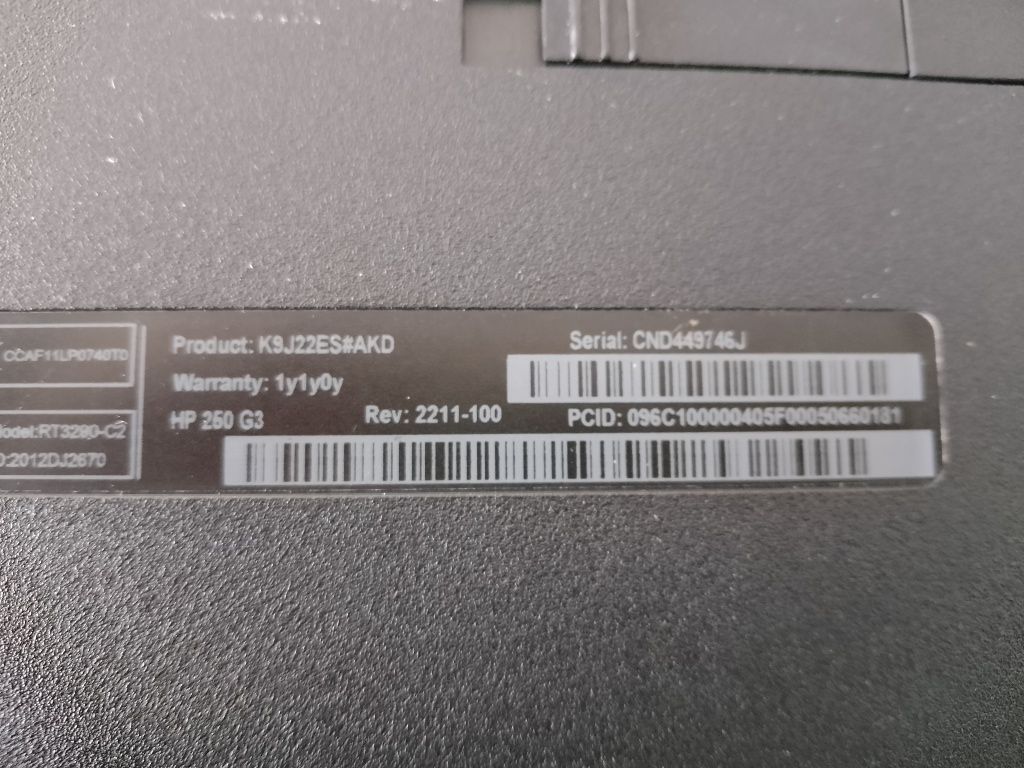 CCAF11LP0740T0
Model:RT3290-C2
D:2012DJ2670
Product: K9J22ES#AKD
Warranty: 1y1y0y
HP 250 G3
Rev: 2211-100
Serial: CND449746J
PCID: 096C100000405F00050660181